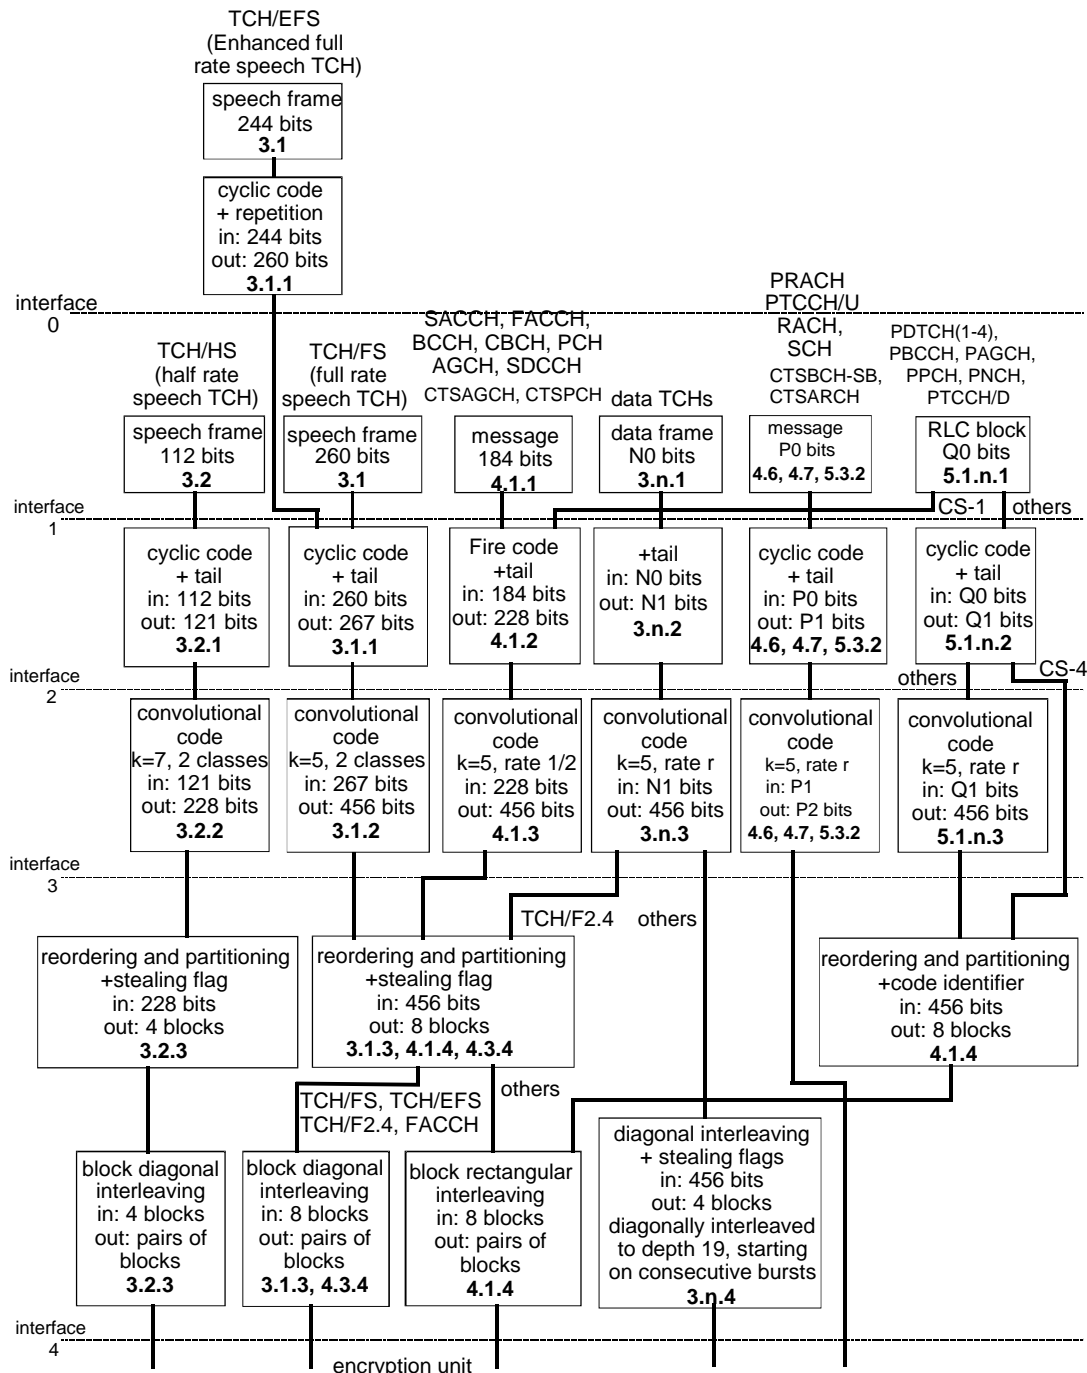 TCH/EFS
(Enhanced full
rate speech TCH)
speech frame
244 bits
3.1
cyclic code
+ repetition
in: 244 bits
out: 260 bits
3.1.1
interface
0
TCH/HS
(half rate
speech TCH)
TCH/FS
(full rate
speech TCH)
SACCH, FACCH,
BCCH, CBCH, PCH
AGCH, SDCCH
CTSAGCH, CTSPCH
data TCHs
PRACH
PTCCH/U
RACH,
SCH
CTSBCH-SB,
CTSARCH
PDTCH(1-4),
PBCCH, PAGCH,
PPCH, PNCH,
PTCCH/D
speech frame
112 bits
3.2
speech frame
260 bits
3.1
message
184 bits
4.1.1
data frame
N0 bits
3.n.1
message
P0 bits
4.6, 4.7, 5.3.2
RLC block
Q0 bits
5.1.n.1
interface
1
CS-1
others
cyclic code
+ tail
in: 112 bits
out: 121 bits
3.2.1
cyclic code
+ tail
in: 260 bits
out: 267 bits
3.1.1
Fire code
+tail
in: 184 bits
out: 228 bits
4.1.2
+tail
in: N0 bits
out: N1 bits
3.n.2
cyclic code
+ tail
in: P0 bits
out: P1 bits
4.6, 4.7, 5.3.2
cyclic code
+ tail
in: Q0 bits
out: Q1 bits
5.1.n.2
interface
2
others
CS-4
convolutional
code
k=7, 2 classes
in: 121 bits
out: 228 bits
3.2.2
convolutional
code
k=5, 2 classes
in: 267 bits
out: 456 bits
3.1.2
convolutional
code
k=5, rate 1/2
in: 228 bits
out: 456 bits
4.1.3
convolutional
code
k=5, rate r
in: N1 bits
out: 456 bits
3.n.3
convolutional
code
k=5, rate r
in: P1
out: P2 bits
4.6, 4.7, 5.3.2
convolutional
code
k=5, rate r
in: Q1 bits
out: 456 bits
5.1.n.3
interface
3
TCH/F2.4
others
reordering and partitioning
+stealing flag
in: 228 bits
out: 4 blocks
3.2.3
reordering and partitioning
+stealing flag
in: 456 bits
out: 8 blocks
3.1.3, 4.1.4, 4.3.4
reordering and partitioning
+code identifier
in: 456 bits
out: 8 blocks
4.1.4
TCH/FS, TCH/EFS
TCH/F2.4, FACCH
others
block diagonal
interleaving
in: 4 blocks
out: pairs of
blocks
3.2.3
block diagonal
interleaving
in: 8 blocks
out: pairs of
blocks
3.1.3, 4.3.4
block rectangular
interleaving
in: 8 blocks
out: pairs of
blocks
4.1.4
diagonal interleaving
+ stealing flags
in: 456 bits
out: 4 blocks
diagonally interleaved
to depth 19, starting
on consecutive bursts
3.n.4
interface
4
encryption unit